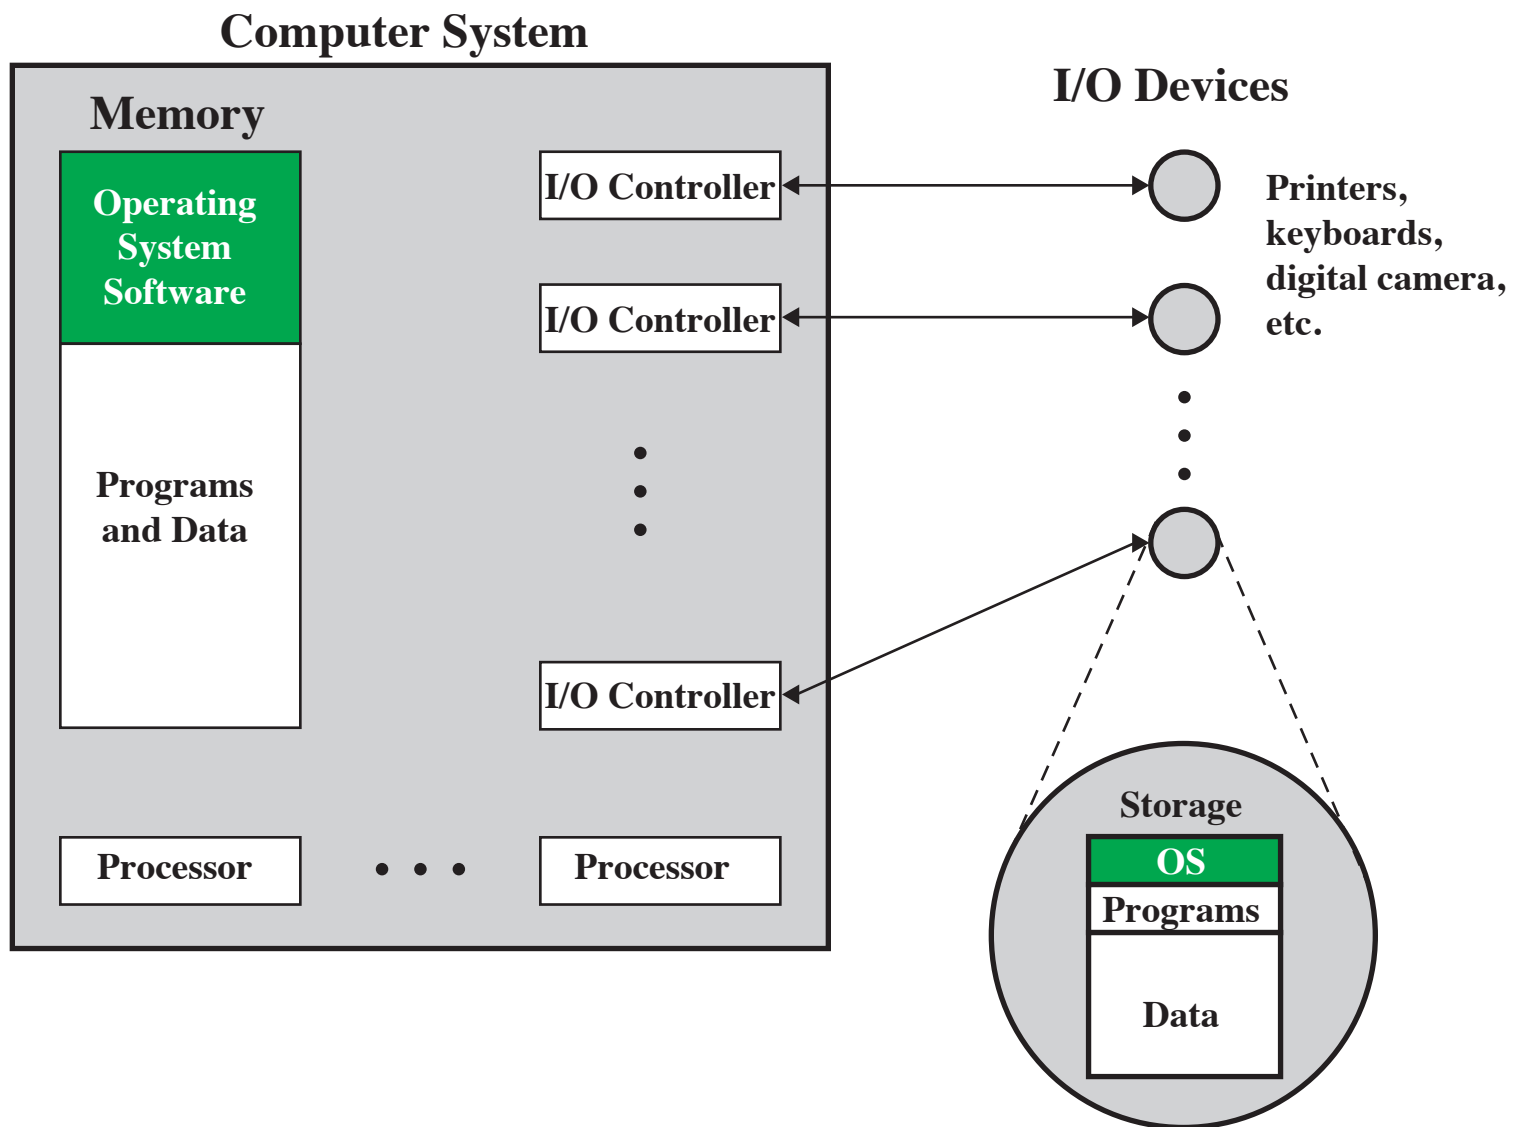 Computer System
I/O Devices
Memory
Operating
System
Software
Programs
and Data
I/O Controller
I/O Controller
I/O Controller
Processor
Processor
Printers,
keyboards,
digital camera,
etc.
Storage
OS
Programs
Data